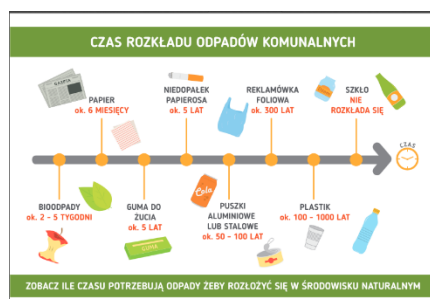 CZAS ROZKŁADU ODPADÓW KOMUNALNYCH
PAPIER
ok. 6 MIESIĘCY
NIEDOPAŁEK
PAPIEROSA
ok. 5 LAT
REKLAMÓWKA
FOLIOWA
ok. 300 LAT
SZKŁO
NIE
ROZKŁADA SIĘ
CZAS
BIOODPADY
ok. 2 - 5 TYGODNI
GUMA DO
ŻUCIA
ok. 5 LAT
GUMA
Cola
PUSZKI
ALUMINIOWE
LUB STALOWE
ok. 50 - 100 LAT
PLASTIK
ok. 100 - 1000 LAT
ZOBACZ ILE CZASU POTRZEBUJĄ ODPADY ŻEBY ROZŁOŻYĆ SIĘ W ŚRODOWISKU NATURALNYM